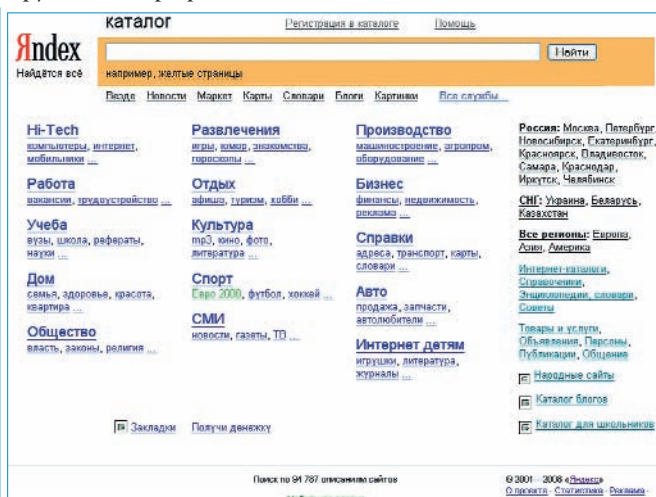 каталог
Регистрация в каталоге
Помощь
Яndex
Найдётся всё
Найти
например, желтые страницы
Везде Новости Маркет Карты Словари Блоги Картинки Все службы...
Hi-Tech
компьютеры, интернет,
мобильники ...
Работа
вакансии, трудоустройство ...
Учеба
вузы, школа, рефераты,
науки ...
Дом
семья, здоровье, красота,
квартира ...
Общество
власть, законы, религия ...
Развлечения
игры, юмор, знакомства,
гороскопы ...
Отдых
афиша, туризм, хобби ...
Культура
mp3, кино, фото,
литература ...
Спорт
Евро 2008, футбол, хоккей ...
СМИ
новости, газеты, ТВ ...
Производство
машиностроение, агропром,
оборудование ...
Бизнес
финансы, недвижимость,
реклама ...
Справки
адреса, транспорт, карты,
словари ...
Авто
продажа, запчасти,
автолюбители ...
Интернет детям
игрушки, литература,
журналы ...
Россия: Москва, Петербург,
Новосибирск, Екатеринбург,
Красноярск, Владивосток,
Самара, Краснодар,
Иркутск, Челябинск
СНГ: Украина, Беларусь,
Казахстан
Все регионы: Европа,
Азия, Америка
Интернет-каталоги,
Справочники,
Энциклопедии, словари,
Советы
Товары и услуги,
Объявления, Персоны,
Публикации, Общение
Народные сайты
Каталог блогов
Каталог для школьников
Закладки Получи денежку
Поиск по 94 787 описаниям сайтов
© 2001—2008 «Яндекс»
О проекте · Статистика · Реклама ·